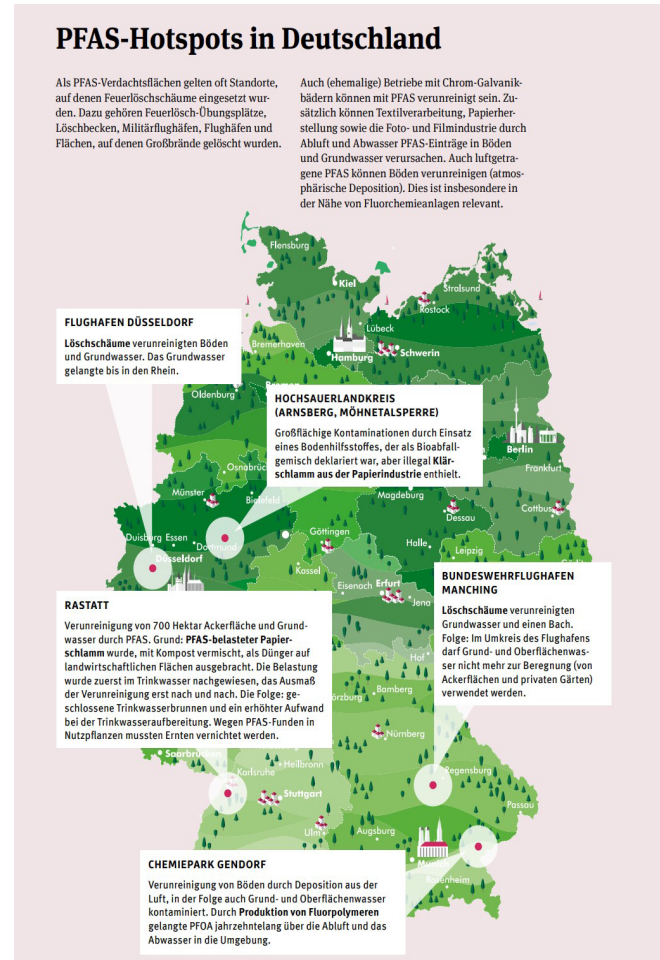 PFAS-Hotspots in Deutschland
Als PFAS-Verdachtsflächen gelten oft Standorte,
auf denen Feuerlöschschäume eingesetzt wur-
den. Dazu gehören Feuerlösch-Übungsplätze,
Löschbecken, Militärflughäfen, Flughäfen und
Flächen, auf denen Großbrände gelöscht wurden.
Auch (ehemalige) Betriebe mit Chrom-Galvanik-
bädern können mit PFAS verunreinigt sein. Zu-
sätzlich können Textilverarbeitung, Papierher-
stellung sowie die Foto- und Filmindustrie durch
Abluft und Abwasser PFAS-Einträge in Böden
und Grundwasser verursachen. Auch luftgetra-
gene PFAS können Böden verunreinigen (atmos-
phärische Deposition). Dies ist insbesondere in
der Nähe von Fluorchemieanlagen relevant.
Flensburg
Kiel
Stralsund
Rostock
Lübeck
Hamburg
Schwerin
Bremerhaven
FLUGHAFEN DÜSSELDORF
Löschschäume verunreinigten Böden
und Grundwasser. Das Grundwasser
gelangte bis in den Rhein.
Oldenburg
HOCHSAUERLANDKREIS
(ARNSBERG, MÖHNETALSPERRE)
Großflächige Kontaminationen durch Einsatz
eines Bodenhilfsstoffes, der als Bioabfall-
gemisch deklariert war, aber illegal Klär-
schlamm aus der Papierindustrie enthielt.
Berlin
Frankfurt
Osnabrück
Münster
Bielefeld
Magdeburg
Cottbus
Dessau
Duisburg Essen
Dortmund
Düsseldorf
Göttingen
Halle
Leipzig
Kassel
Eisenach
Erfurt
Jena
BUNDESWEHRFLUGHAFEN
MANCHING
Löschschäume verunreinigten
Grundwasser und einen Bach.
Folge: Im Umkreis des Flughafens
darf Grund- und Oberflächenwas-
ser nicht mehr zur Beregnung (von
Ackerflächen und privaten Gärten)
verwendet werden.
RASTATT
Verunreinigung von 700 Hektar Ackerfläche und Grund-
wasser durch PFAS. Grund: PFAS-belasteter Papier-
schlamm wurde, mit Kompost vermischt, als Dünger auf
landwirtschaftlichen Flächen ausgebracht. Die Belastung
wurde zuerst im Trinkwasser nachgewiesen, das Ausmaß
der Verunreinigung erst nach und nach. Die Folge: ge-
schlossene Trinkwasserbrunnen und ein erhöhter Aufwand
bei der Trinkwasseraufbereitung. Wegen PFAS-Funden in
Nutzpflanzen mussten Ernten vernichtet werden.
Hof
Bamberg
Nürnberg
Saarbrücken
Heilbronn
Karlsruhe
Stuttgart
Regensburg
Passau
Ulm
Augsburg
Rosenheim
CHEMIEPARK GENDORF
Verunreinigung von Böden durch Deposition aus der
Luft, in der Folge auch Grund- und Oberflächenwasser
kontaminiert. Durch Produktion von Fluorpolymeren
gelangte PFOA jahrzehntelang über die Abluft und das
Abwasser in die Umgebung.